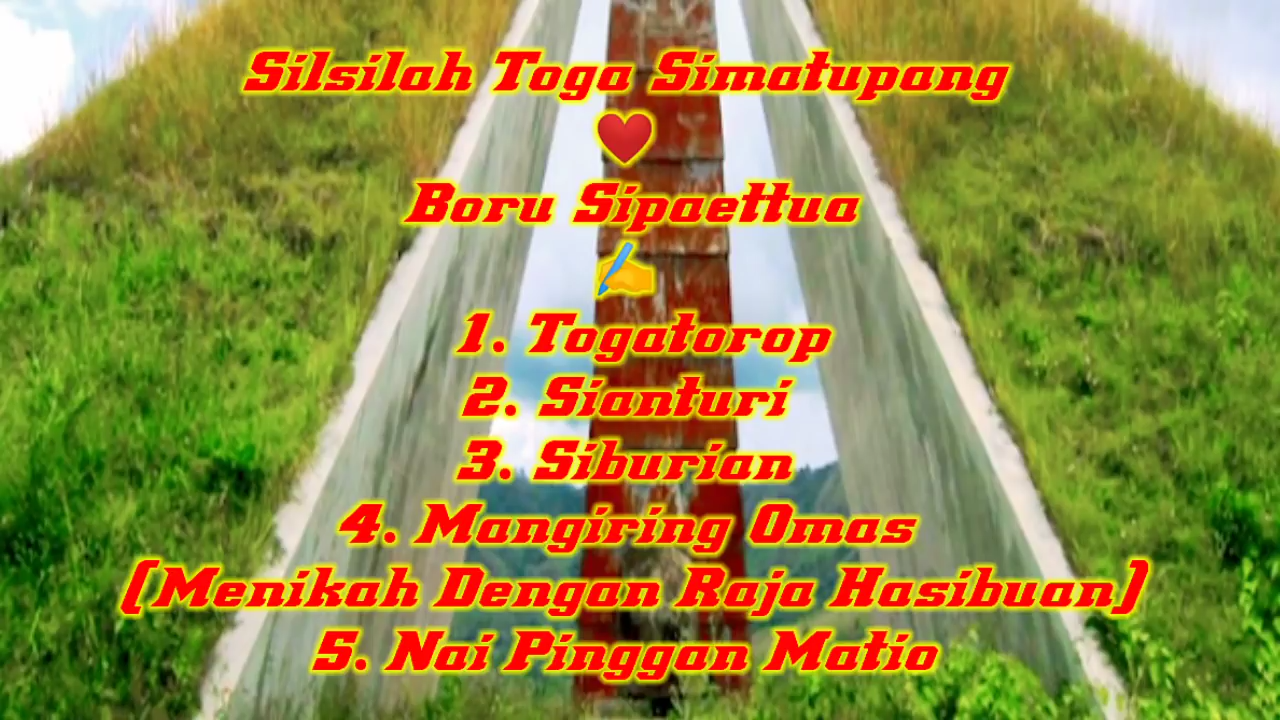 Silsilah Toga Simatupang
❤️
Boru Sipaettua
✍️
1. Togatorop
2. Sianturi
3. Siburian
4. Mangiring Omas
(Menikah Dengan Raja Hasibuan)
5. Nai Pinggan Matio